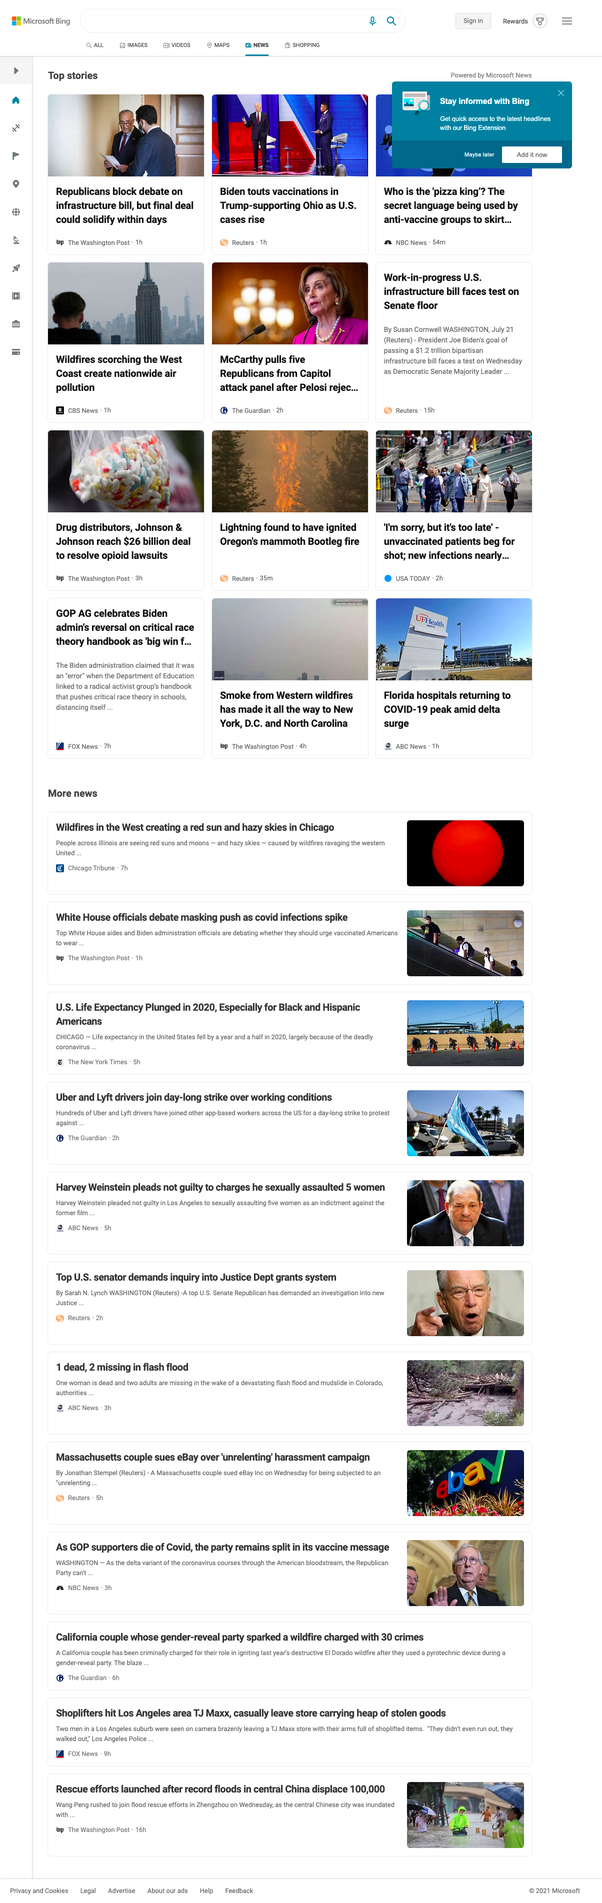 Microsoft Bing
Sign in
Rewards
ALL
IMAGES
VIDEOS
MAPS
NEWS
SHOPPING
Top stories
Powered by Microsoft News
Stay informed with Bing
Get quick access to the latest headlines
with our Bing Extension
Maybe later
Add it now
Republicans block debate on
infrastructure bill, but final deal
could solidify within days
The Washington Post · 1h
Biden touts vaccinations in
Trump-supporting Ohio as U.S.
cases rise
Reuters · 1h
Who is the 'pizza king'? The
secret language being used by
anti-vaccine groups to skirt...
NBC News · 54m
Wildfires scorching the West
Coast create nationwide air
pollution
CBS News · 1h
McCarthy pulls five
Republicans from Capitol
attack panel after Pelosi rejec...
The Guardian · 2h
Work-in-progress U.S.
infrastructure bill faces test on
Senate floor
By Susan Cornwell WASHINGTON, July 21
(Reuters) - President Joe Biden's goal of
passing a $1.2 trillion bipartisan
infrastructure bill faces a test on Wednesday
as Democratic Senate Majority Leader ...
Reuters · 15h
Drug distributors, Johnson &
Johnson reach $26 billion deal
to resolve opioid lawsuits
The Washington Post · 3h
Lightning found to have ignited
Oregon's mammoth Bootleg fire
Reuters · 35m
'I'm sorry, but it's too late' -
unvaccinated patients beg for
shot; new infections nearly...
USA TODAY · 2h
GOP AG celebrates Biden
admin's reversal on critical race
theory handbook as 'big win f...
The Biden administration claimed that it was
an "error" when the Department of Education
linked to a radical activist group's handbook
that pushes critical race theory in schools,
distancing itself ...
FOX News · 7h
Smoke from Western wildfires
has made it all the way to New
York, D.C. and North Carolina
The Washington Post · 4h
UFHealth
Florida hospitals returning to
COVID-19 peak amid delta
surge
ABC News · 1h
More news
Wildfires in the West creating a red sun and hazy skies in Chicago
People across Illinois are seeing red suns and moons — and hazy skies — caused by wildfires ravaging the western
United ...
Chicago Tribune · 7h
White House officials debate masking push as covid infections spike
Top White House aides and Biden administration officials are debating whether they should urge vaccinated Americans
to wear ...
The Washington Post · 1h
U.S. Life Expectancy Plunged in 2020, Especially for Black and Hispanic
Americans
CHICAGO — Life expectancy in the United States fell by a year and a half in 2020, largely because of the deadly
coronavirus ...
The New York Times · 5h
Uber and Lyft drivers join day-long strike over working conditions
Hundreds of Uber and Lyft drivers have joined other app-based workers across the US for a day-long strike to protest
against ...
The Guardian · 2h
Harvey Weinstein pleads not guilty to charges he sexually assaulted 5 women
Harvey Weinstein pleaded not guilty in Los Angeles to sexually assaulting five women as an indictment against the
former film ...
ABC News · 5h
Top U.S. senator demands inquiry into Justice Dept grants system
By Sarah N. Lynch WASHINGTON (Reuters) -A top U.S. Senate Republican has demanded an investigation into new
Justice ...
Reuters · 2h
1 dead, 2 missing in flash flood
One woman is dead and two adults are missing in the wake of a devastating flash flood and mudslide in Colorado,
authorities ...
ABC News · 3h
Massachusetts couple sues eBay over 'unrelenting' harassment campaign
By Jonathan Stempel (Reuters) - A Massachusetts couple sued eBay Inc on Wednesday for being subjected to an
"unrelenting ...
Reuters · 5h
ebay
As GOP supporters die of Covid, the party remains split in its vaccine message
WASHINGTON — As the delta variant of the coronavirus courses through the American bloodstream, the Republican
Party can't ...
NBC News · 3h
California couple whose gender-reveal party sparked a wildfire charged with 30 crimes
A California couple has been criminally charged for their role in igniting last year's destructive El Dorado wildfire after they used a pyrotechnic device during a
gender-reveal party. The blaze ...
The Guardian · 6h
Shoplifters hit Los Angeles area TJ Maxx, casually leave store carrying heap of stolen goods
Two men in a Los Angeles suburb were seen on camera brazenly leaving a TJ Maxx store with their arms full of shoplifted items. "They didn't even run out, they
walked out," Los Angeles Police ...
FOX News · 9h
Rescue efforts launched after record floods in central China displace 100,000
Wang Peng rushed to join flood rescue efforts in Zhengzhou on Wednesday, as the central Chinese city was inundated
with ...
The Washington Post · 16h
Privacy and Cookies
Legal
Advertise
About our ads
Help
Feedback
© 2021 Microsoft